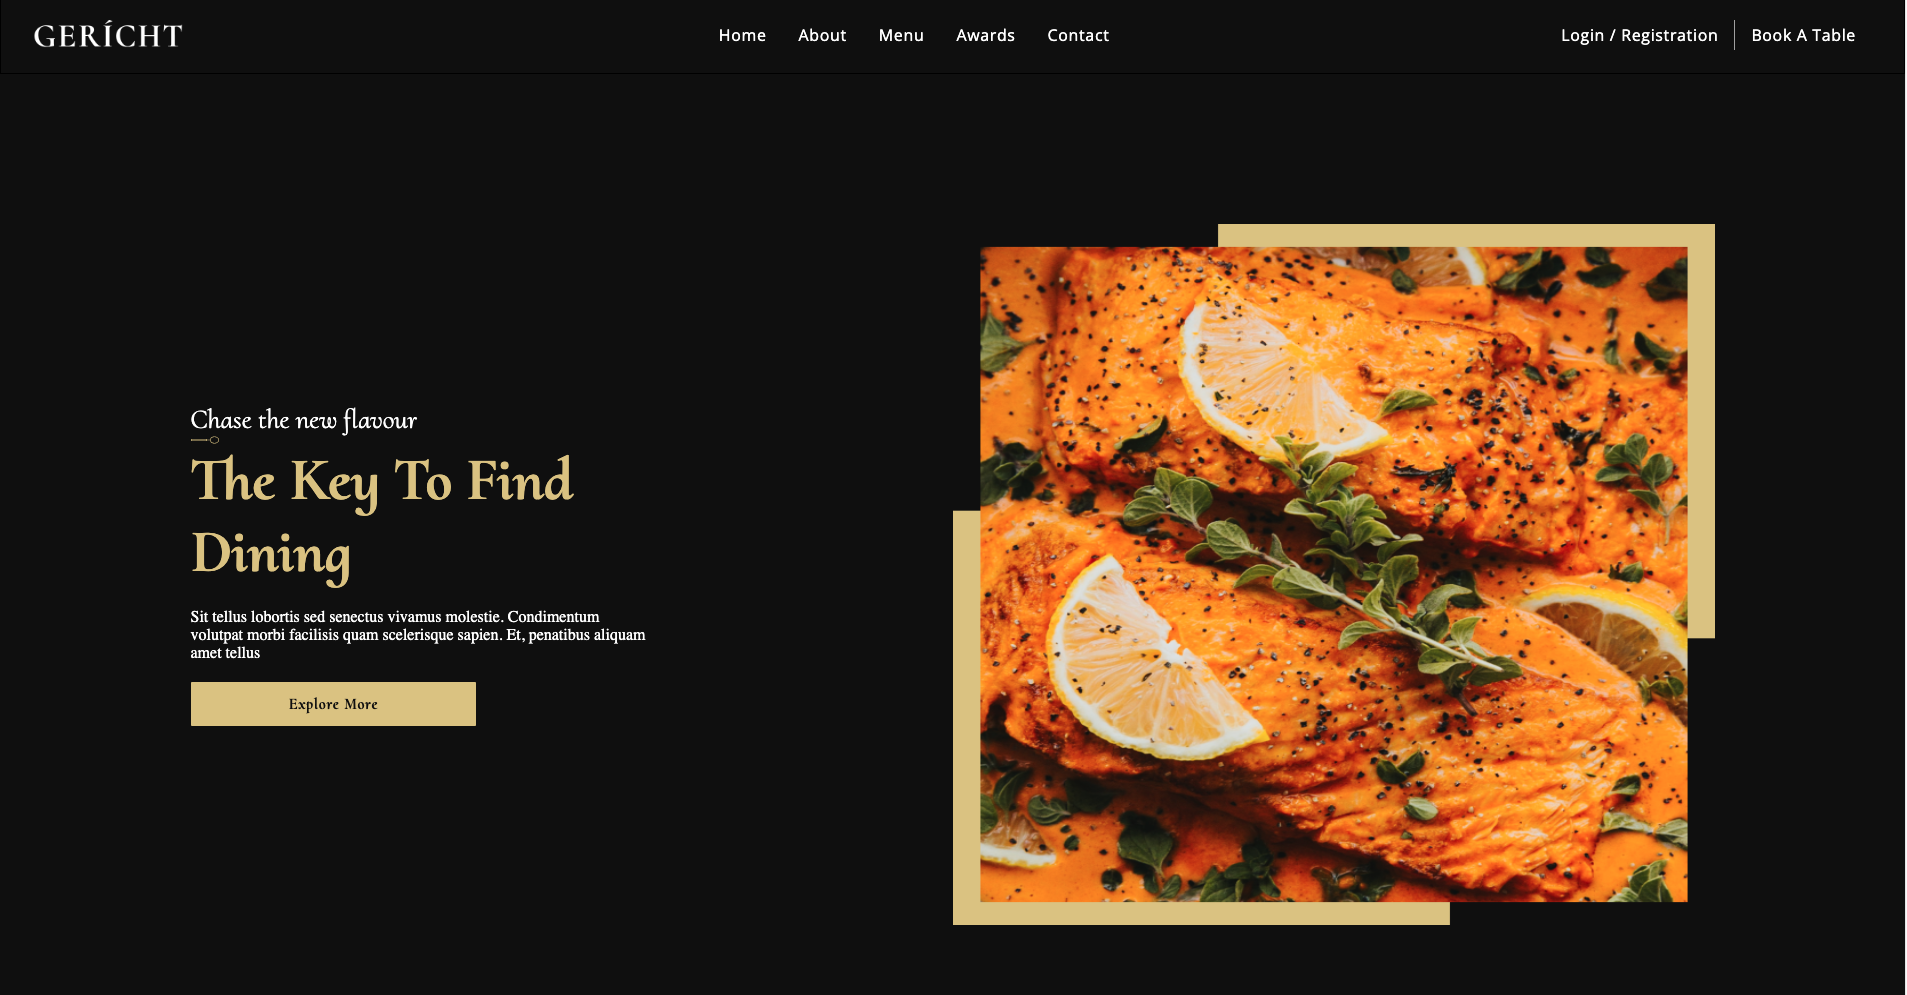 GERÍCHT
Home About Menu Awards Contact
Login / Registration Book A Table
Chase the new flavour
The Key To Find
Dining
Sit tellus lobortis sed senectus vivamus molestie. Condimentum
volutpat morbi facilisis quam scelerisque sapien. Et, penatibus aliquam
amet tellus
Explore More